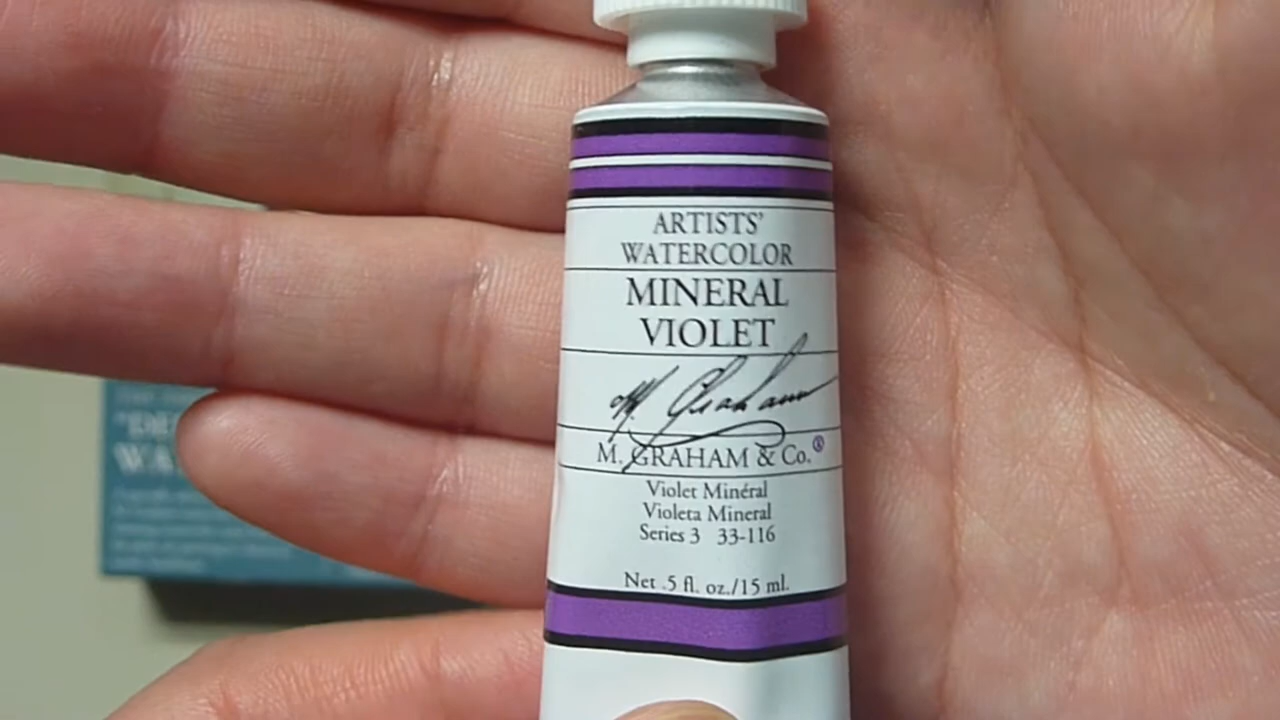 ARTISTS'
WATERCOLOR
MINERAL
VIOLET
M. Graham
M. GRAHAM & Co.®
Violet Minéral
Violeta Mineral
Series 3 33-116
Net .5 fl. oz./15 ml.